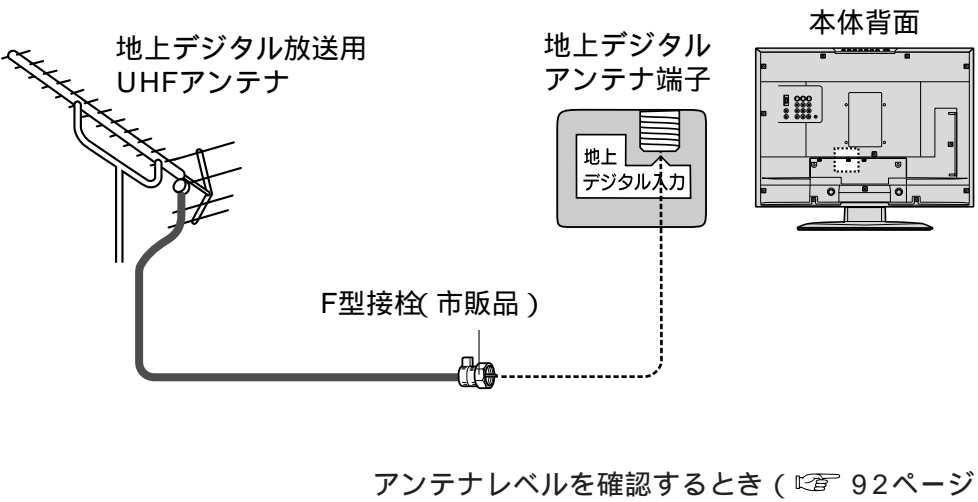 地上デジタル放送用
UHFアンテナ
地上デジタル
アンテナ端子
本体背面
地上
デジタル入力
F型接栓(市販品)
アンテナレベルを確認するとき(☞92ページ